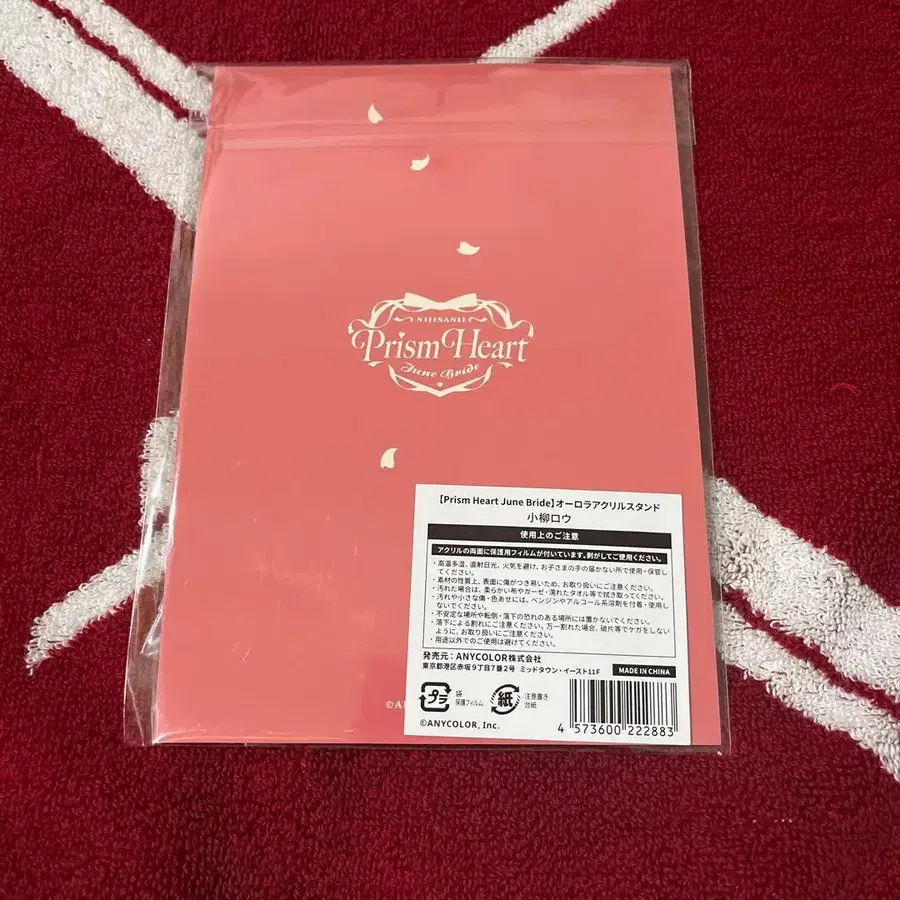 NIJISANJI
Prism Heart
June Bride
【Prism Heart June Bride】オーロラアクリルスタンド
小柳ロウ
使用上のご注意
アクリルの両面に保護用フィルムが付いています。剥がしてご使用ください。
・高温多湿、直射日光、火気を避け、お子さまの手の届かない所で使用・保管し
てください。
・素材の性質上、表面に傷がつき易いため、お取り扱いにご注意ください。
・汚れた場合は、柔らかい布やガーゼ・濡れたタオル等で拭き取ってください。
・汚れや小さな傷・色あせには、ベンジンやアルコール系溶剤を付着・使用し
ないでください。
・不安定な場所や転倒・落下の恐れのある場所には置かないでください。
・落下による割れにご注意ください。万一割れた場合、破片等でケガをしない
ように、お取り扱いにご注意ください。
・用途以外でのご使用は避けてください。
発売元：ANYCOLOR株式会社
東京都港区赤坂9丁目7番2号 ミッドタウン・イースト11F
MADE IN CHINA
プラ
袋
保護フィルム
紙
注意書き
台紙
©ANYCOLOR, Inc.
4 573600 222883